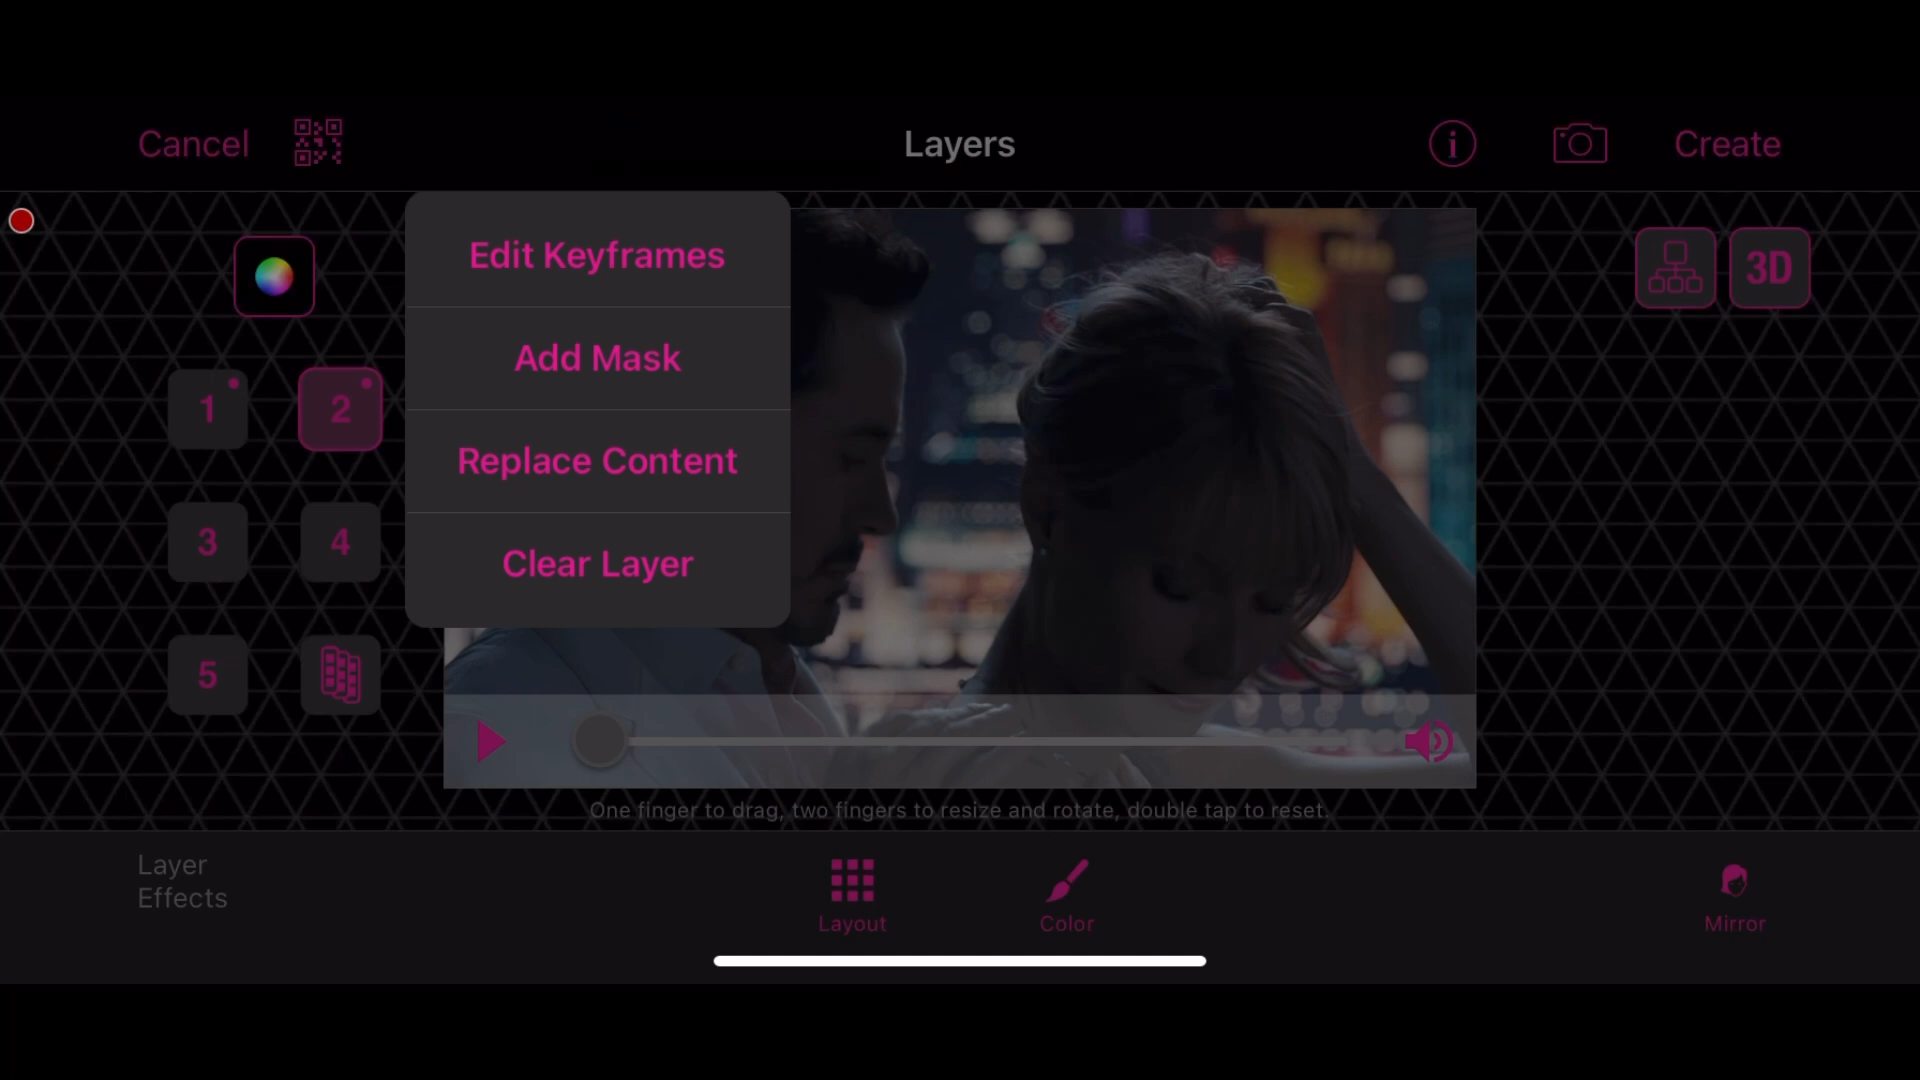 Cancel
Layers
Create
Edit Keyframes
Add Mask
Replace Content
Clear Layer
3D
1
2
3
4
5
One finger to drag, two fingers to resize and rotate, double tap to reset.
Layer
Effects
Layout
Color
Mirror